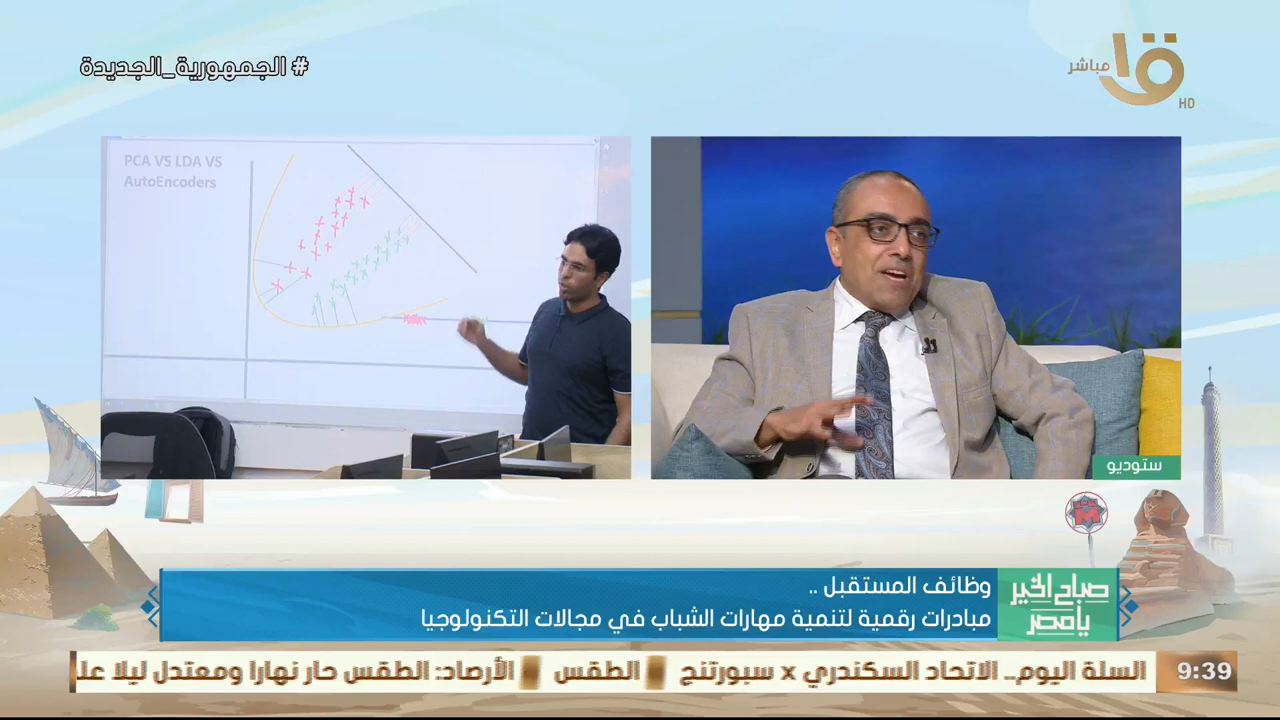 # الجمهورية_الجديدة
مباشر
HD
PCA VS LDA VS
AutoEncoders
ستوديو
صباح الخير
يا مصر
وظائف المستقبل ..
مبادرات رقمية لتنمية مهارات الشباب في مجالات التكنولوجيا
9:39
السلة اليوم.. الاتحاد السكندري x سبورتنج
الطقس
الأرصاد: الطقس حار نهارا ومعتدل ليلا عل